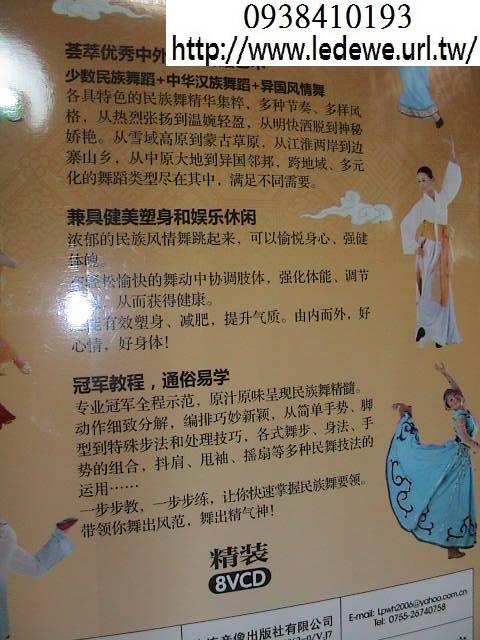 0938410193
http://www.ledewe.url.tw/
荟萃优秀中外
少数民族舞蹈+中华汉族舞蹈+异国风情舞
各具特色的民族舞精华集粹，多种节奏、多样风
格，从热烈张扬到温婉轻盈，从明快洒脱到神秘
娇艳。从雪域高原到蒙古草原，从江淮两岸到边
寨山乡，从中原大地到异国邻邦，跨地域、多元
化的舞蹈类型尽在其中，满足不同需要。
兼具健美塑身和娱乐休闲
浓郁的民族风情舞跳起来，可以愉悦身心、强健
体魄。
轻松愉快的舞动中协调肢体，强化体能、调节
，从而获得健康。
能有效塑身、减肥，提升气质。由内而外，好
心情，好身体！
冠军教程，通俗易学
专业冠军全程示范，原汁原味呈现民族舞精髓。
动作细致分解，编排巧妙新颖，从简单手势、脚
型到特殊步法和处理技巧，各式舞步、身法、手
势的组合，抖肩、甩袖、摇扇等多种民舞技法的
运用……
一步步教，一步步练，让你快速掌握民族舞要领。
带领你舞出风范，舞出精气神！
精装
8VCD
音像出版社有限公司
E-mail: Lpwh2006@yahoo.com.cn
Tel: 0755-26740758